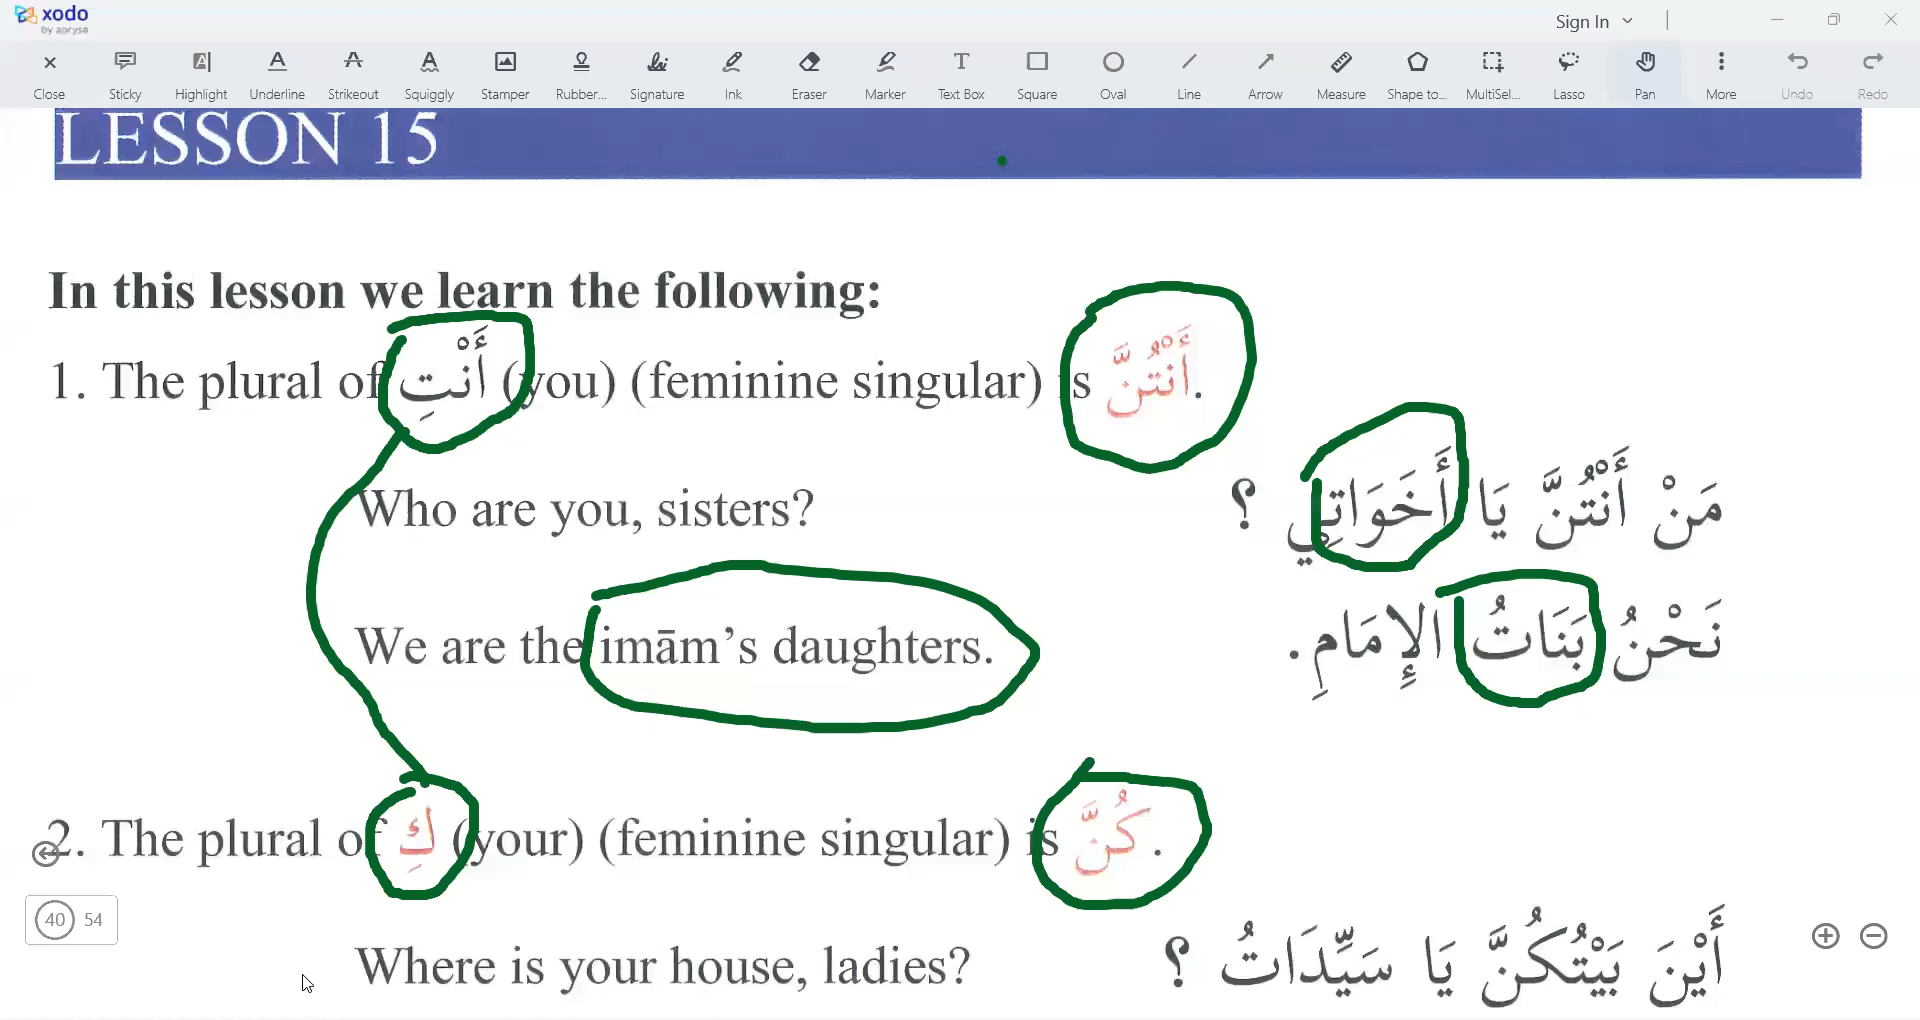 xodo
by apryse
Sign In
Close Sticky Highlight Underline Strikeout Squiggly Stamper Rubber... Signature Ink Eraser Marker Text Box Square Oval Line Arrow Measure Shape to... MultiSel... Lasso Pan More Undo Redo
LESSON 15
In this lesson we learn the following:
1. The plural of أَنْتِ (you) (feminine singular) is أَنْتُنَّ.
Who are you, sisters? مَنْ أَنْتُنَّ يَا أَخَوَاتِي ؟
We are the imām’s daughters. نَحْنُ بَنَاتُ الإِمَامِ.
2. The plural of كِ (your) (feminine singular) is كُنَّ.
40 54
Where is your house, ladies? أَيْنَ بَيْتُكُنَّ يَا سَيِّدَاتُ ؟